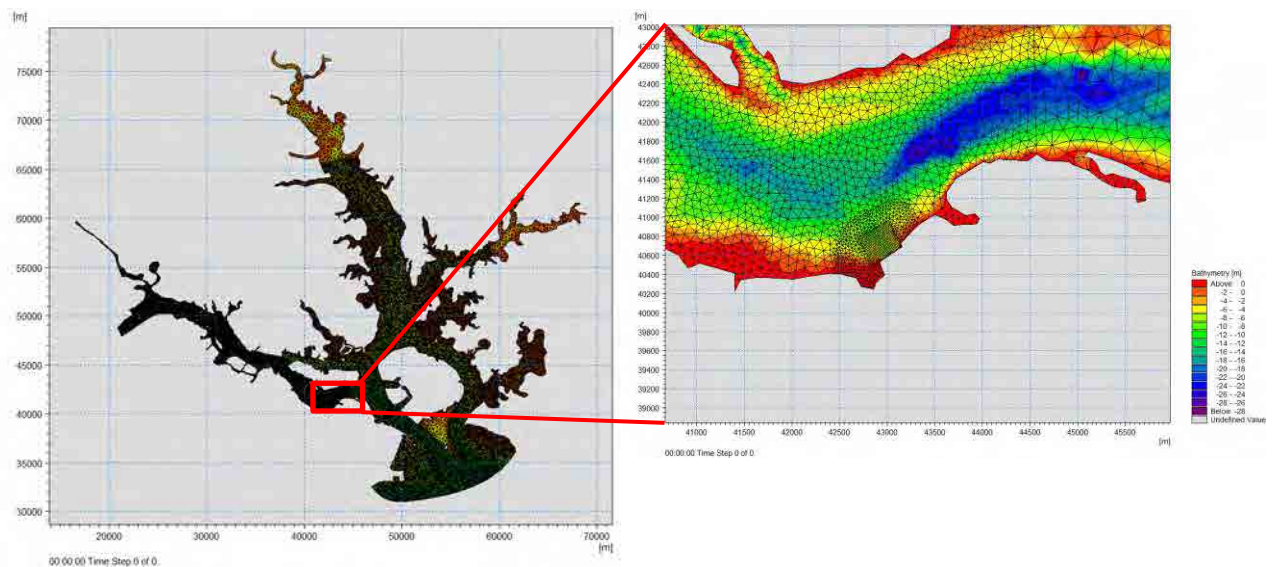 [m]
75000
70000
65000
60000
55000
50000
45000
40000
35000
30000
20000
30000
40000
50000
60000
70000
[m]
00:00:00 Time Step 0 of 0.
[m]
43000
42800
42600
42400
42200
42000
41800
41600
41400
41200
41000
40800
40600
40400
40200
40000
39800
39600
39400
39200
39000
41000
41500
42000
42500
43000
43500
44000
44500
45000
45500
[m]
00:00:00 Time Step 0 of 0.
Bathymetry [m]
Above 0
-2 - 0
-4 - -2
-6 - -4
-8 - -6
-10 - -8
-12 - -10
-14 - -12
-16 - -14
-18 - -16
-20 - -18
-22 - -20
-24 - -22
-26 - -24
-28 - -26
Below -28
Undefined Value